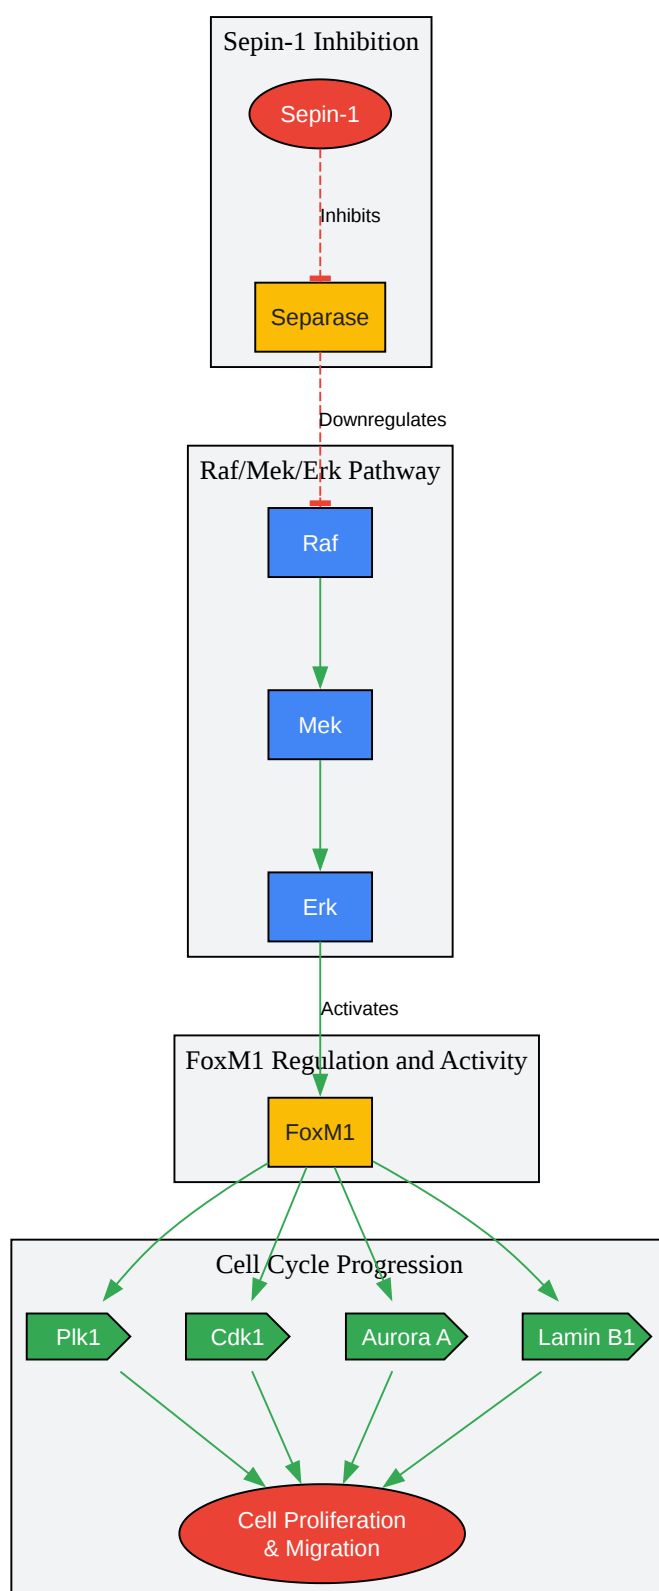 Sepin-1 Inhibition
Sepin-1
Inhibits
Separase
Downregulates
Raf/Mek/Erk Pathway
Raf
Mek
Erk
Activates
FoxM1 Regulation and Activity
FoxM1
Cell Cycle Progression
Plk1
Cdk1
Aurora A
Lamin B1
Cell Proliferation
& Migration